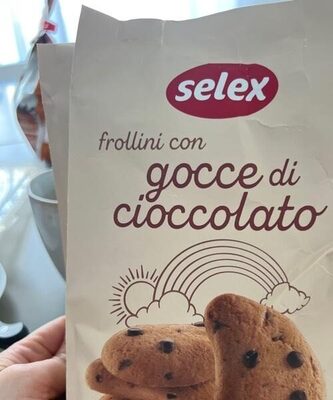 selex
frollini con
gocce di
cioccolato